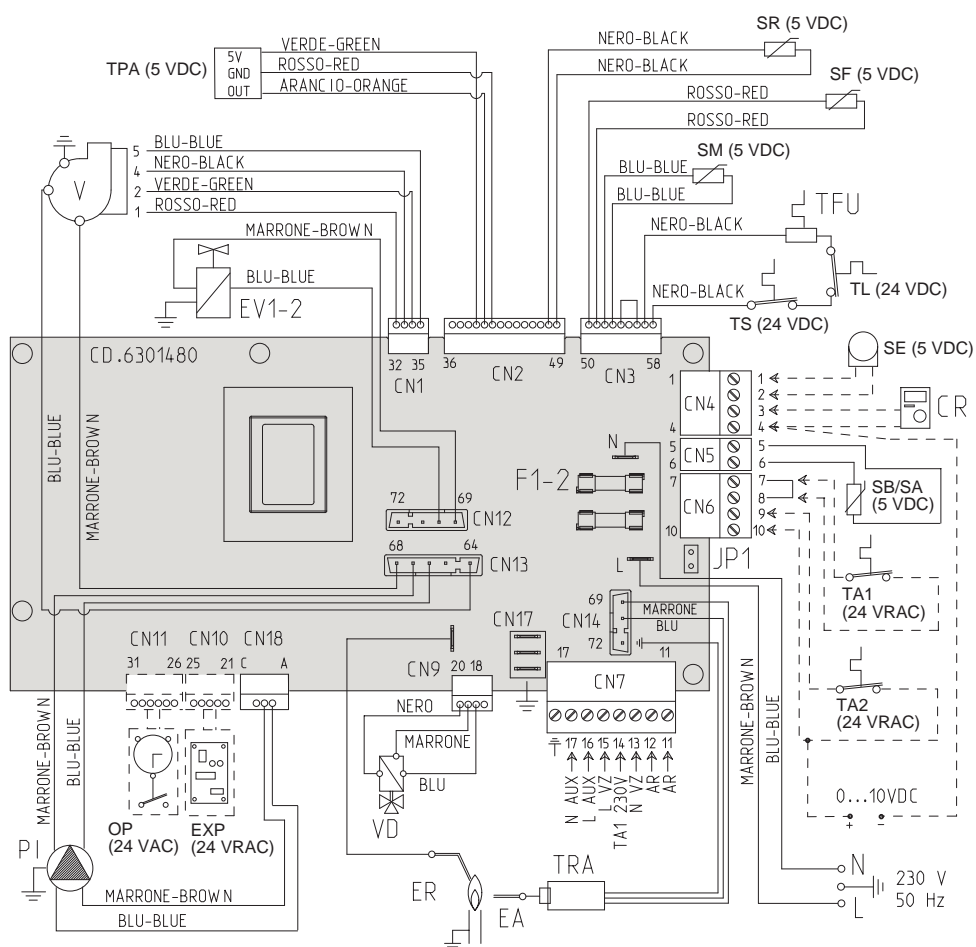 SR (5 VDC)
NERO-BLACK
NERO-BLACK
VERDE-GREEN
ROSSO-RED
ARANCIO-ORANGE
TPA (5 VDC)
5V
GND
OUT
SF (5 VDC)
ROSSO-RED
ROSSO-RED
SM (5 VDC)
BLU-BLUE
BLU-BLUE
5 BLU-BLUE
4 NERO-BLACK
2 VERDE-GREEN
1 ROSSO-RED
V
MARRONE-BROWN
BLU-BLUE
EV1-2
TFU
NERO-BLACK
NERO-BLACK
TL (24 VDC)
TS (24 VDC)
CD.6301480
32 35
CN1
36 49
CN2
50 58
CN3
SE (5 VDC)
CR
1
4
CN4
1
2
3
4
5
6
CN5
5
6
7
10
CN6
7
8
9
10
SB/SA
(5 VDC)
BLU-BLUE
MARRONE-BROWN
N
F1-2
72 69
CN12
68 64
CN13
L
JP1
TA1
(24 VRAC)
TA2
(24 VRAC)
0...10VDC
+ -
69
MARRONE
BLU
CN14
72
CN17
CN11
31 26
CN10
25 21
CN18
C A
CN9
20 18
17 11
CN7
17 16 15 14 13 12 11
N AUX
L AUX
L VZ
TA1 230V
N VZ
AR
AR
NERO
MARRONE
BLU
VD
MARRONE-BROWN
BLU-BLUE
MARRONE-BROWN
BLU-BLUE
OP
(24 VAC)
EXP
(24 VRAC)
PI
MARRONE-BROWN
BLU-BLUE
ER
EA
TRA
N
L
230 V
50 Hz